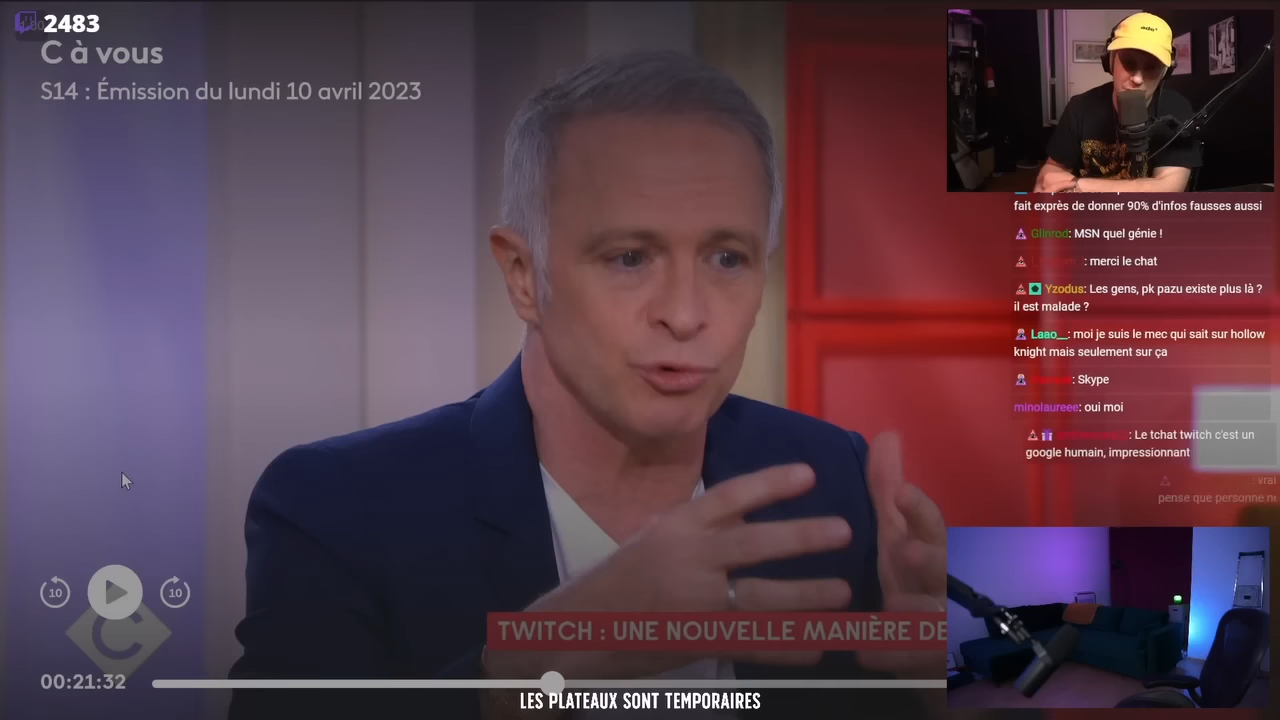 2483
C à vous
S14 : Émission du lundi 10 avril 2023
fait exprès de donner 90% d'infos fausses aussi
Glinrod: MSN quel génie !
: merci le chat
Yzodus: Les gens, pk pazu existe plus là ?
il est malade ?
Laao__: moi je suis le mec qui sait sur hollow
knight mais seulement sur ça
: Skype
minolaureee: oui moi
: Le tchat twitch c'est un
google humain, impressionnant
vrai
pense que personne
10
10
C
TWITCH : UNE NOUVELLE MANIÈRE DE
00:21:32
LES PLATEAUX SONT TEMPORAIRES